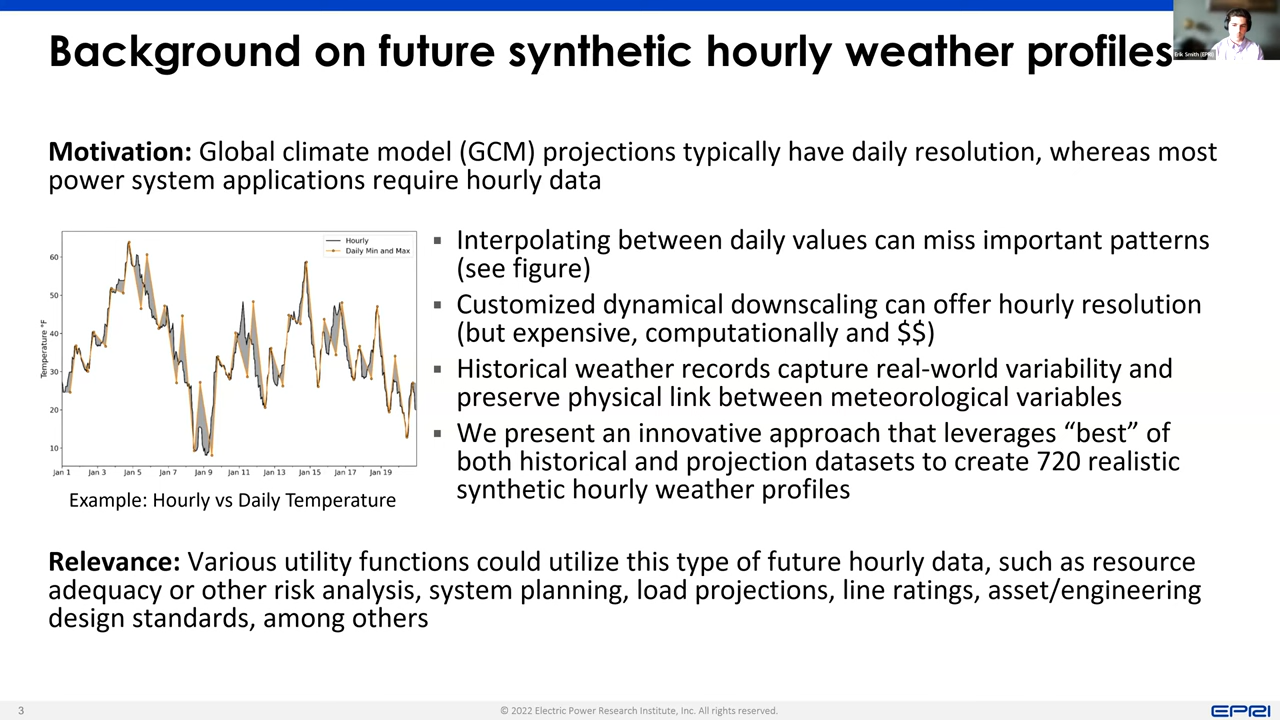 Background on future synthetic hourly weather profiles
Erik Smith (EPRI)
Motivation: Global climate model (GCM) projections typically have daily resolution, whereas most
power system applications require hourly data
Hourly
Daily Min and Max
Temperature °F
60
50
40
30
20
10
Jan 1 Jan 3 Jan 5 Jan 7 Jan 9 Jan 11 Jan 13 Jan 15 Jan 17 Jan 19
Example: Hourly vs Daily Temperature
▪ Interpolating between daily values can miss important patterns
(see figure)
▪ Customized dynamical downscaling can offer hourly resolution
(but expensive, computationally and $$)
▪ Historical weather records capture real-world variability and
preserve physical link between meteorological variables
▪ We present an innovative approach that leverages “best” of
both historical and projection datasets to create 720 realistic
synthetic hourly weather profiles
Relevance: Various utility functions could utilize this type of future hourly data, such as resource
adequacy or other risk analysis, system planning, load projections, line ratings, asset/engineering
design standards, among others
3
© 2022 Electric Power Research Institute, Inc. All rights reserved.
EPRI